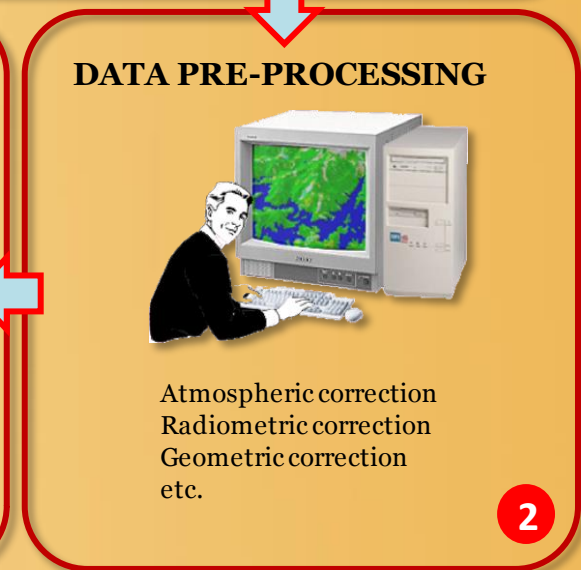 DATA PRE-PROCESSING
Atmospheric correction
Radiometric correction
Geometric correction
etc.
2